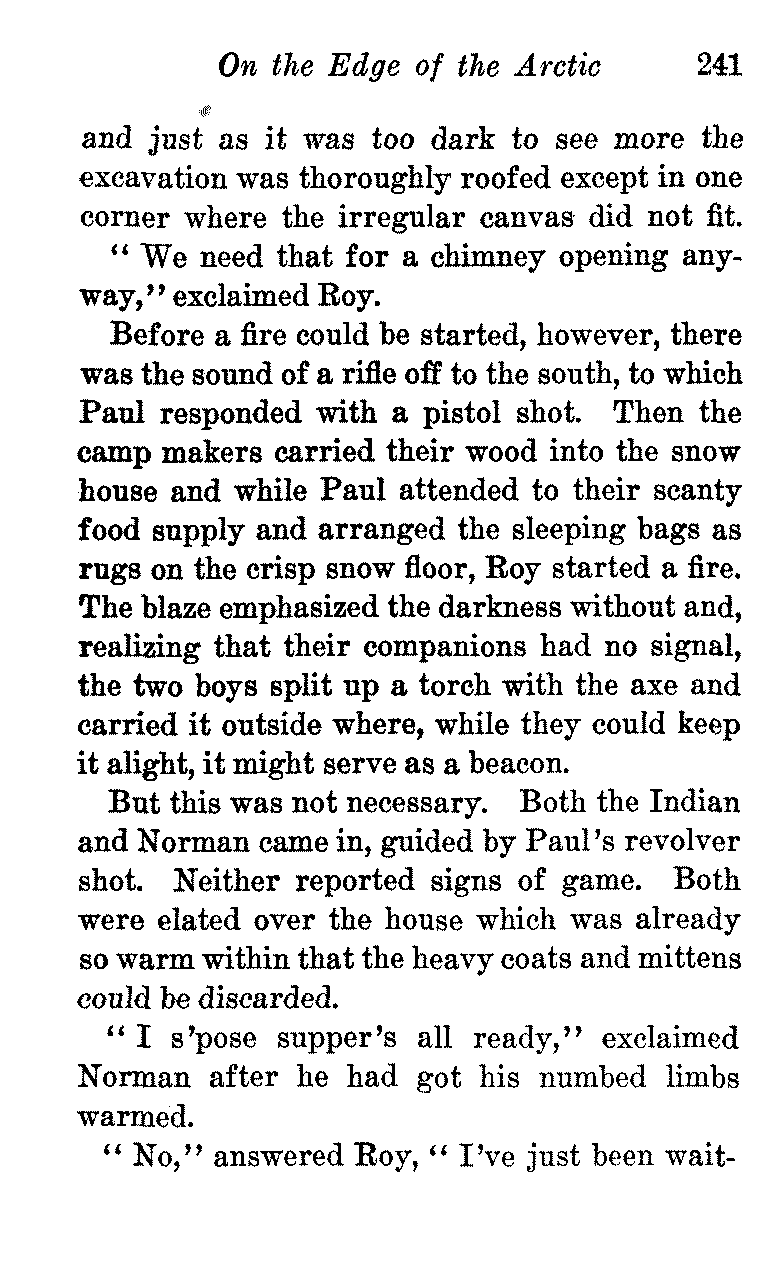 On the Edge of the Arctic 241
and just as it was too dark to see more the
excavation was thoroughly roofed except in one
corner where the irregular canvas did not fit.
"We need that for a chimney opening any-
way," exclaimed Roy.
Before a fire could be started, however, there
was the sound of a rifle off to the south, to which
Paul responded with a pistol shot. Then the
camp makers carried their wood into the snow
house and while Paul attended to their scanty
food supply and arranged the sleeping bags as
rugs on the crisp snow floor, Roy started a fire.
The blaze emphasized the darkness without and,
realizing that their companions had no signal,
the two boys split up a torch with the axe and
carried it outside where, while they could keep
it alight, it might serve as a beacon.
But this was not necessary. Both the Indian
and Norman came in, guided by Paul's revolver
shot. Neither reported signs of game. Both
were elated over the house which was already
so warm within that the heavy coats and mittens
could be discarded.
"I s'pose supper's all ready," exclaimed
Norman after he had got his numbed limbs
warmed.
"No," answered Roy, "I've just been wait-